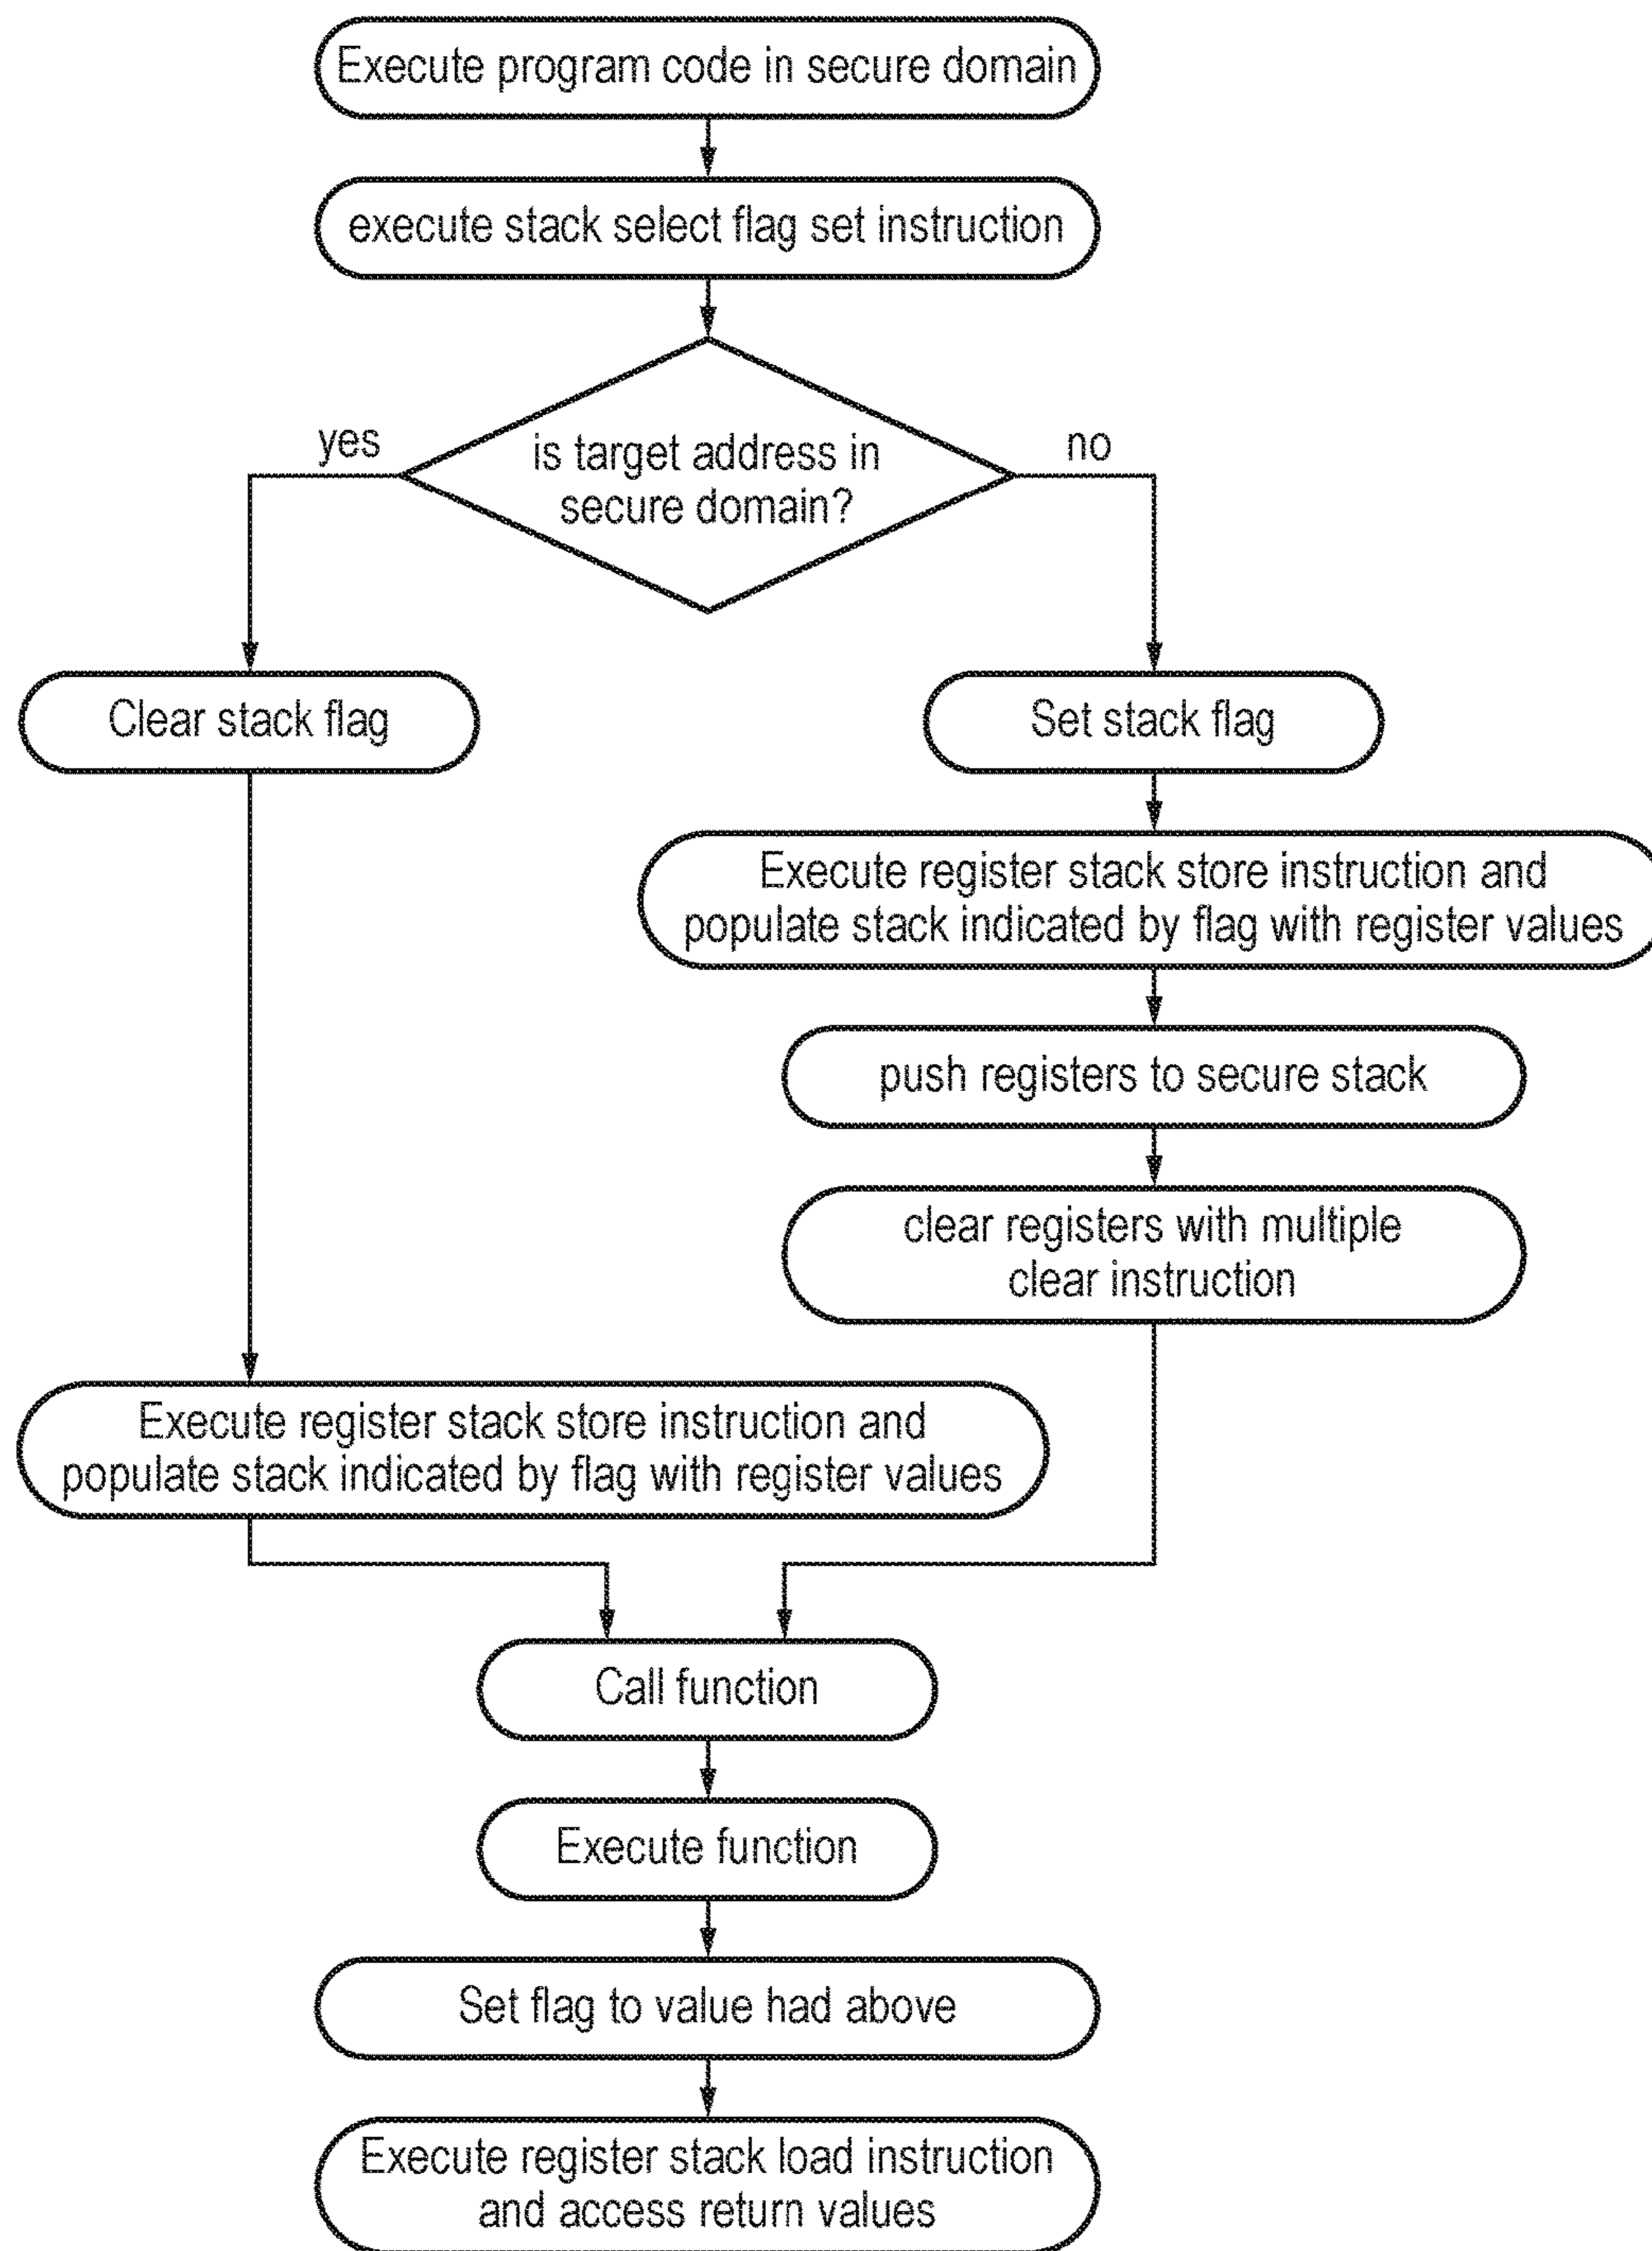 Execute program code in secure domain
execute stack select flag set instruction
is target address in
secure domain?
yes
no
Clear stack flag
Set stack flag
Execute register stack store instruction and
populate stack indicated by flag with register values
push registers to secure stack
clear registers with multiple
clear instruction
Execute register stack store instruction and
populate stack indicated by flag with register values
Call function
Execute function
Set flag to value had above
Execute register stack load instruction
and access return values